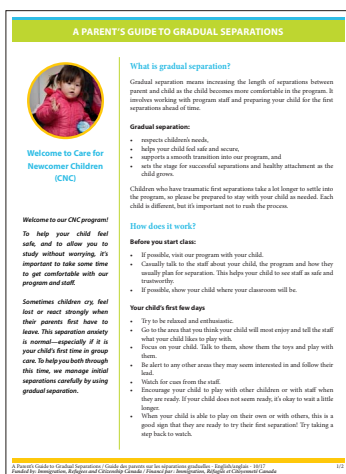 A PARENT'S GUIDE TO GRADUAL SEPARATIONS
Welcome to Care for
Newcomer Children
(CNC)
Welcome to our CNC program!
To help your child feel
safe, and to allow you to
study without worrying, it's
important to take some time
to get comfortable with our
program and staff.
Sometimes children cry, feel
lost or react strongly when
their parents first have to
leave. This separation anxiety
is normal—especially if it is
your child's first time in group
care. To help you both through
this time, we manage initial
separations carefully by using
gradual separation.
What is gradual separation?
Gradual separation means increasing the length of separations between
parent and child as the child becomes more comfortable in the program. It
involves working with program staff and preparing your child for the first
separations ahead of time.
Gradual separation:
• respects children's needs,
• helps your child feel safe and secure,
• supports a smooth transition into our program, and
• sets the stage for successful separations and healthy attachment as the
child grows.
Children who have traumatic first separations take a lot longer to settle into
the program, so please be prepared to stay with your child as needed. Each
child is different, but it's important not to rush the process.
How does it work?
Before you start class:
• If possible, visit our program with your child.
• Casually talk to the staff about your child, the program and how they
usually plan for separation. This helps your child to see staff as safe and
trustworthy.
• If possible, show your child where your classroom will be.
Your child's first few days
• Try to be relaxed and enthusiastic.
• Go to the area that you think your child will most enjoy and tell the staff
what your child likes to play with.
• Focus on your child. Talk to them, show them the toys and play with
them.
• Be alert to any other areas they may seem interested in and follow their
lead.
• Watch for cues from the staff.
• Encourage your child to play with other children or with staff when
they are ready. If your child does not seem ready, it's okay to wait a little
longer.
• When your child is able to play on their own or with others, this is a
good sign that they are ready to try their first separation! Try taking a
step back to watch.
A Parent's Guide to Gradual Separations / Guide des parents sur les séparations graduelles - English/anglais - 10/17 1/2
Funded by: Immigration, Refugees and Citizenship Canada / Financé par : Immigration, Réfugiés et Citoyenneté Canada